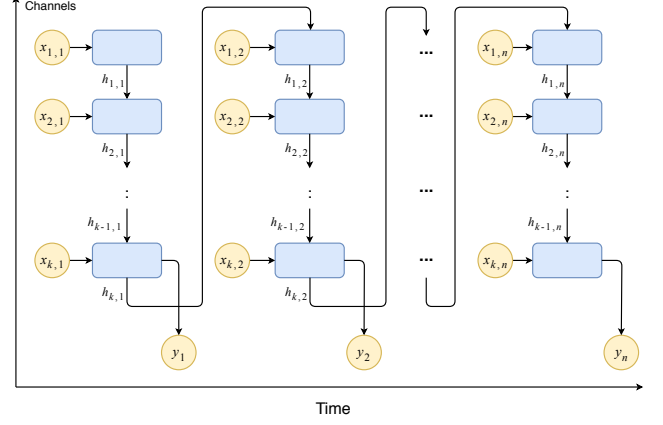 Channels
x1,1 x1,2 ... x1,n
h1,1 h1,2 h1,n
x2,1 x2,2 ... x2,n
h2,1 h2,2 h2,n
: : ... :
hk-1,1 hk-1,2 hk-1,n
xk,1 xk,2 ... xk,n
hk,1 hk,2
y1 y2 yn
Time